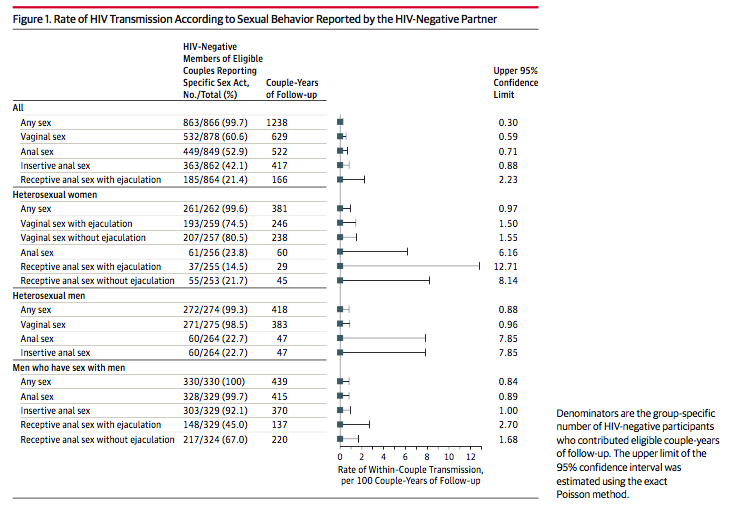 Figure 1. Rate of HIV Transmission According to Sexual Behavior Reported by the HIV-Negative Partner
HIV-Negative
Members of Eligible
Couples Reporting
Specific Sex Act,
No./Total (%)
Couple-Years
of Follow-up
Upper 95%
Confidence
Limit
All
Any sex 863/866 (99.7) 1238 0.30
Vaginal sex 532/878 (60.6) 629 0.59
Anal sex 449/849 (52.9) 522 0.71
Insertive anal sex 363/862 (42.1) 417 0.88
Receptive anal sex with ejaculation 185/864 (21.4) 166 2.23
Heterosexual women
Any sex 261/262 (99.6) 381 0.97
Vaginal sex with ejaculation 193/259 (74.5) 246 1.50
Vaginal sex without ejaculation 207/257 (80.5) 238 1.55
Anal sex 61/256 (23.8) 60 6.16
Receptive anal sex with ejaculation 37/255 (14.5) 29 12.71
Receptive anal sex without ejaculation 55/253 (21.7) 45 8.14
Heterosexual men
Any sex 272/274 (99.3) 418 0.88
Vaginal sex 271/275 (98.5) 383 0.96
Anal sex 60/264 (22.7) 47 7.85
Insertive anal sex 60/264 (22.7) 47 7.85
Men who have sex with men
Any sex 330/330 (100) 439 0.84
Anal sex 328/329 (99.7) 415 0.89
Insertive anal sex 303/329 (92.1) 370 1.00
Receptive anal sex with ejaculation 148/329 (45.0) 137 2.70
Receptive anal sex without ejaculation 217/324 (67.0) 220 1.68
0 2 4 6 8 10 12
Rate of Within-Couple Transmission,
per 100 Couple-Years of Follow-up
Denominators are the group-specific
number of HIV-negative participants
who contributed eligible couple-years
of follow-up. The upper limit of the
95% confidence interval was
estimated using the exact
Poisson method.